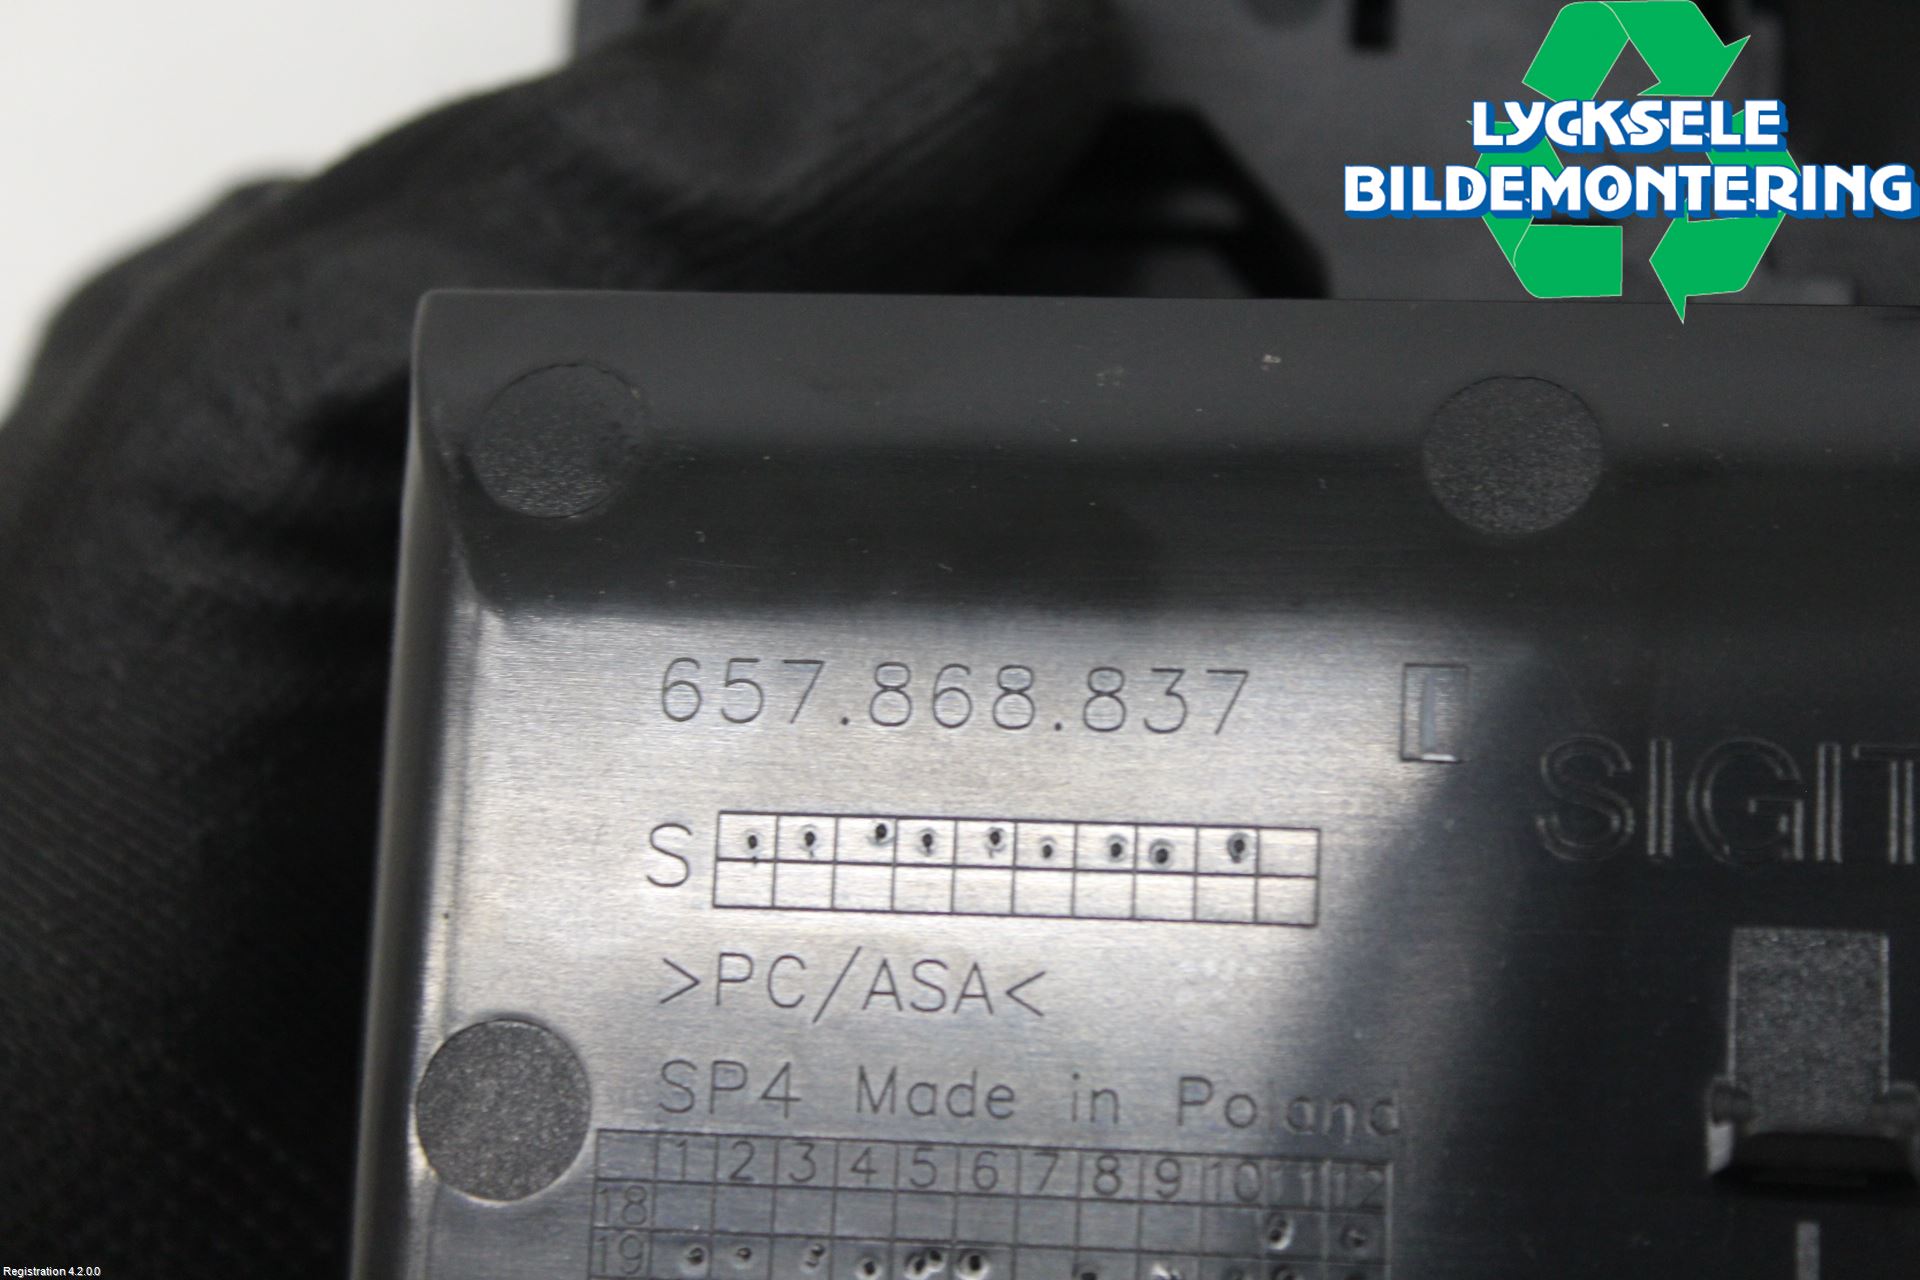 LYCKSELE
BILDEMONTERING
657.868.837
SIGIT
S
>PC/ASA<
SP4 Made in Poland
1 2 3 4 5 6 7 8 9 10 11 12
18
19
Registration 4.2.0.0